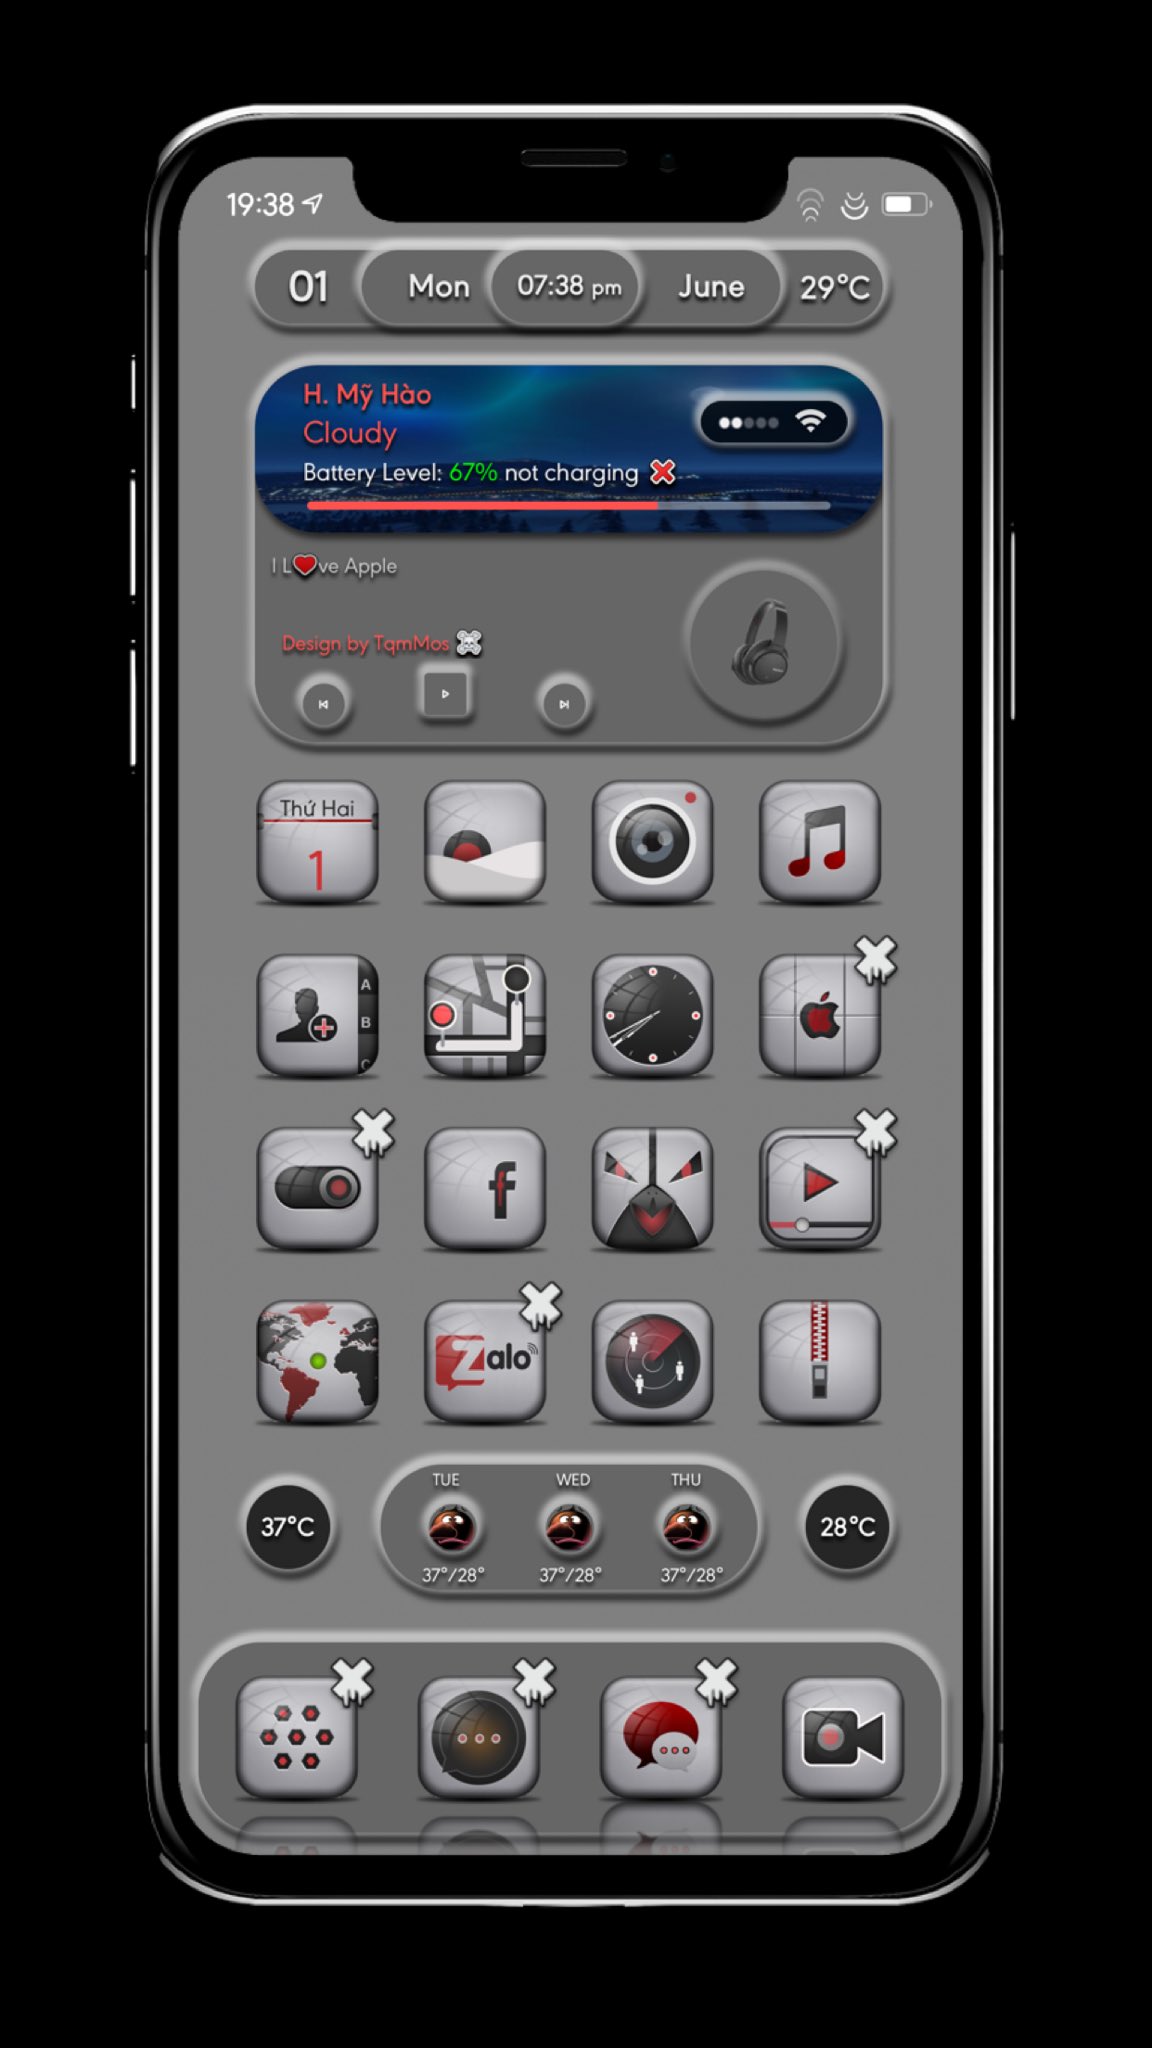 19:38
01 Mon 07:38 pm June 29°C
H. Mỹ Hào
Cloudy
Battery Level: 67% not charging ❌
I L❤️ve Apple
Design by TqmMos ☠️
Thứ Hai
1
A
B
C
f
Zalo
TUE WED THU
37°C 28°C
37°/28° 37°/28° 37°/28°